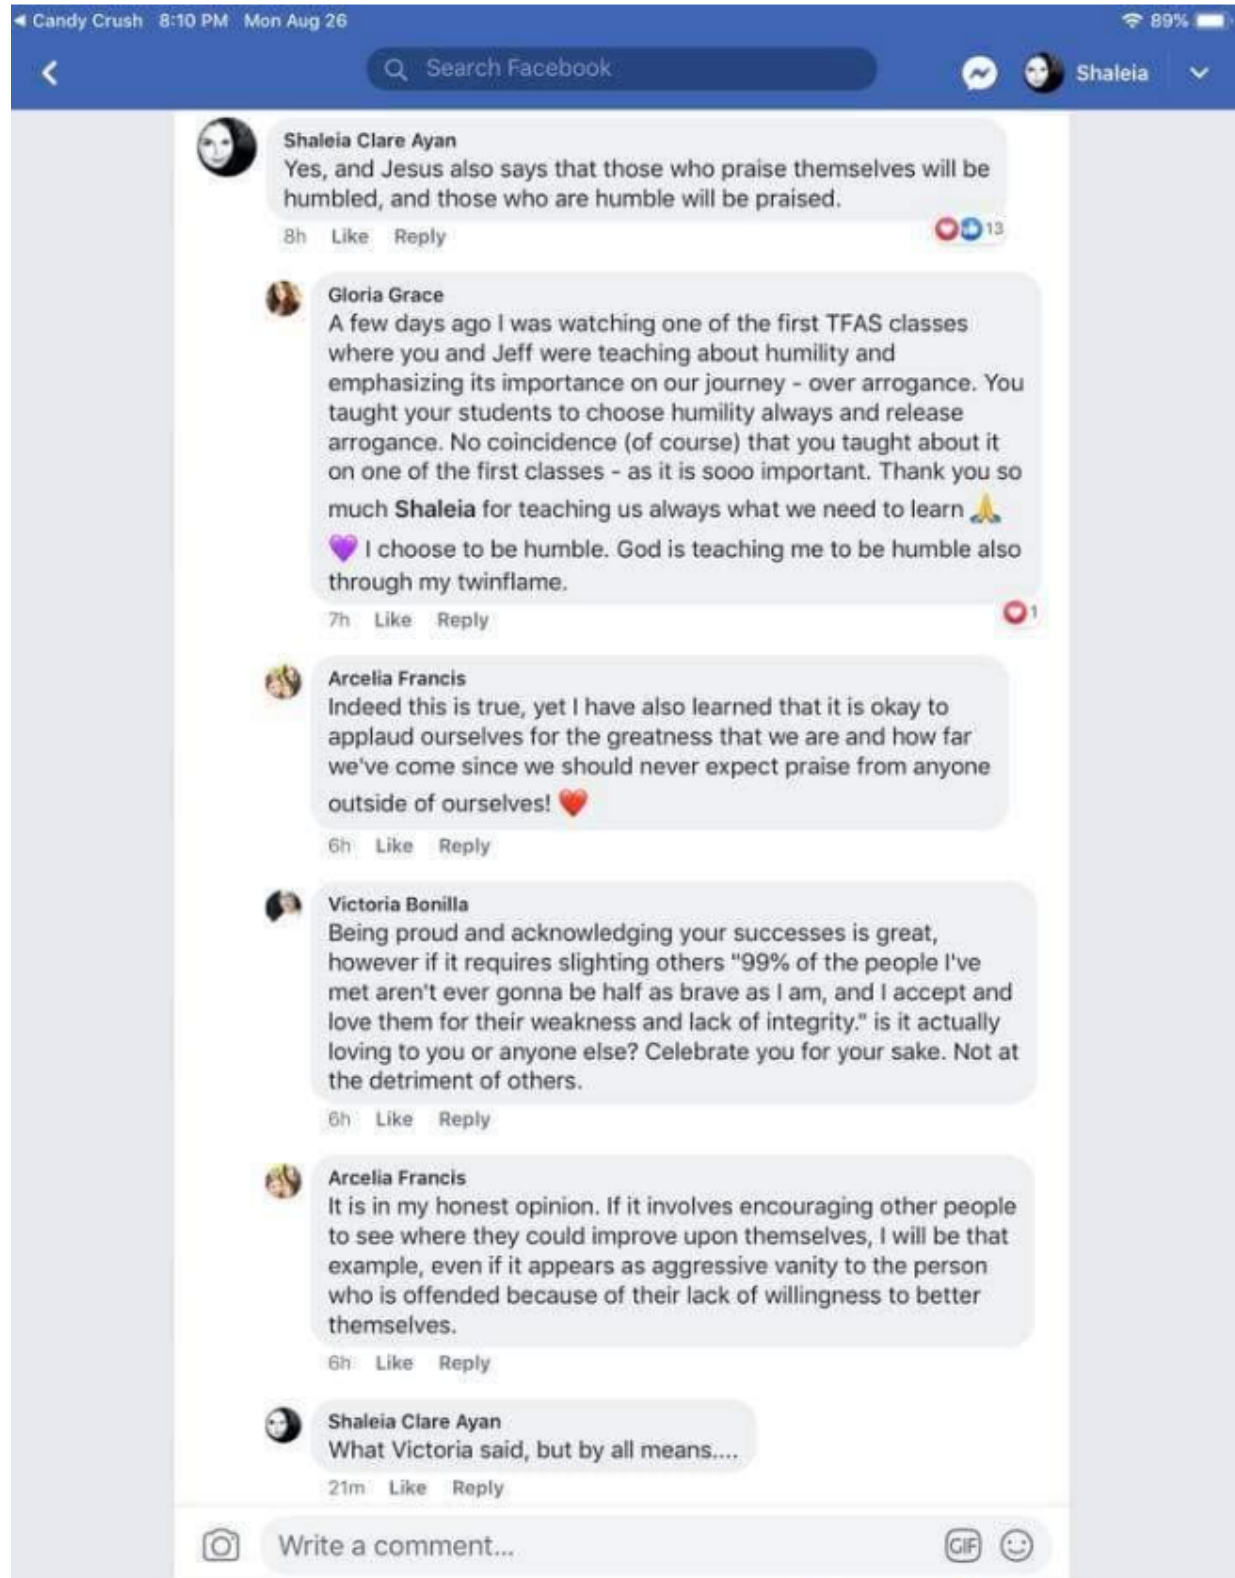 ◀ Candy Crush 8:10 PM Mon Aug 26 89%
Search Facebook
Shaleia
Shaleia Clare Ayan
Yes, and Jesus also says that those who praise themselves will be
humbled, and those who are humble will be praised.
8h Like Reply 13
Gloria Grace
A few days ago I was watching one of the first TFAS classes
where you and Jeff were teaching about humility and
emphasizing its importance on our journey - over arrogance. You
taught your students to choose humility always and release
arrogance. No coincidence (of course) that you taught about it
on one of the first classes - as it is sooo important. Thank you so
much Shaleia for teaching us always what we need to learn 🙏
💜 I choose to be humble. God is teaching me to be humble also
through my twinflame.
7h Like Reply 1
Arcelia Francis
Indeed this is true, yet I have also learned that it is okay to
applaud ourselves for the greatness that we are and how far
we've come since we should never expect praise from anyone
outside of ourselves! ❤️
6h Like Reply
Victoria Bonilla
Being proud and acknowledging your successes is great,
however if it requires slighting others "99% of the people I've
met aren't ever gonna be half as brave as I am, and I accept and
love them for their weakness and lack of integrity." is it actually
loving to you or anyone else? Celebrate you for your sake. Not at
the detriment of others.
6h Like Reply
Arcelia Francis
It is in my honest opinion. If it involves encouraging other people
to see where they could improve upon themselves, I will be that
example, even if it appears as aggressive vanity to the person
who is offended because of their lack of willingness to better
themselves.
6h Like Reply
Shaleia Clare Ayan
What Victoria said, but by all means....
21m Like Reply
Write a comment...
GIF